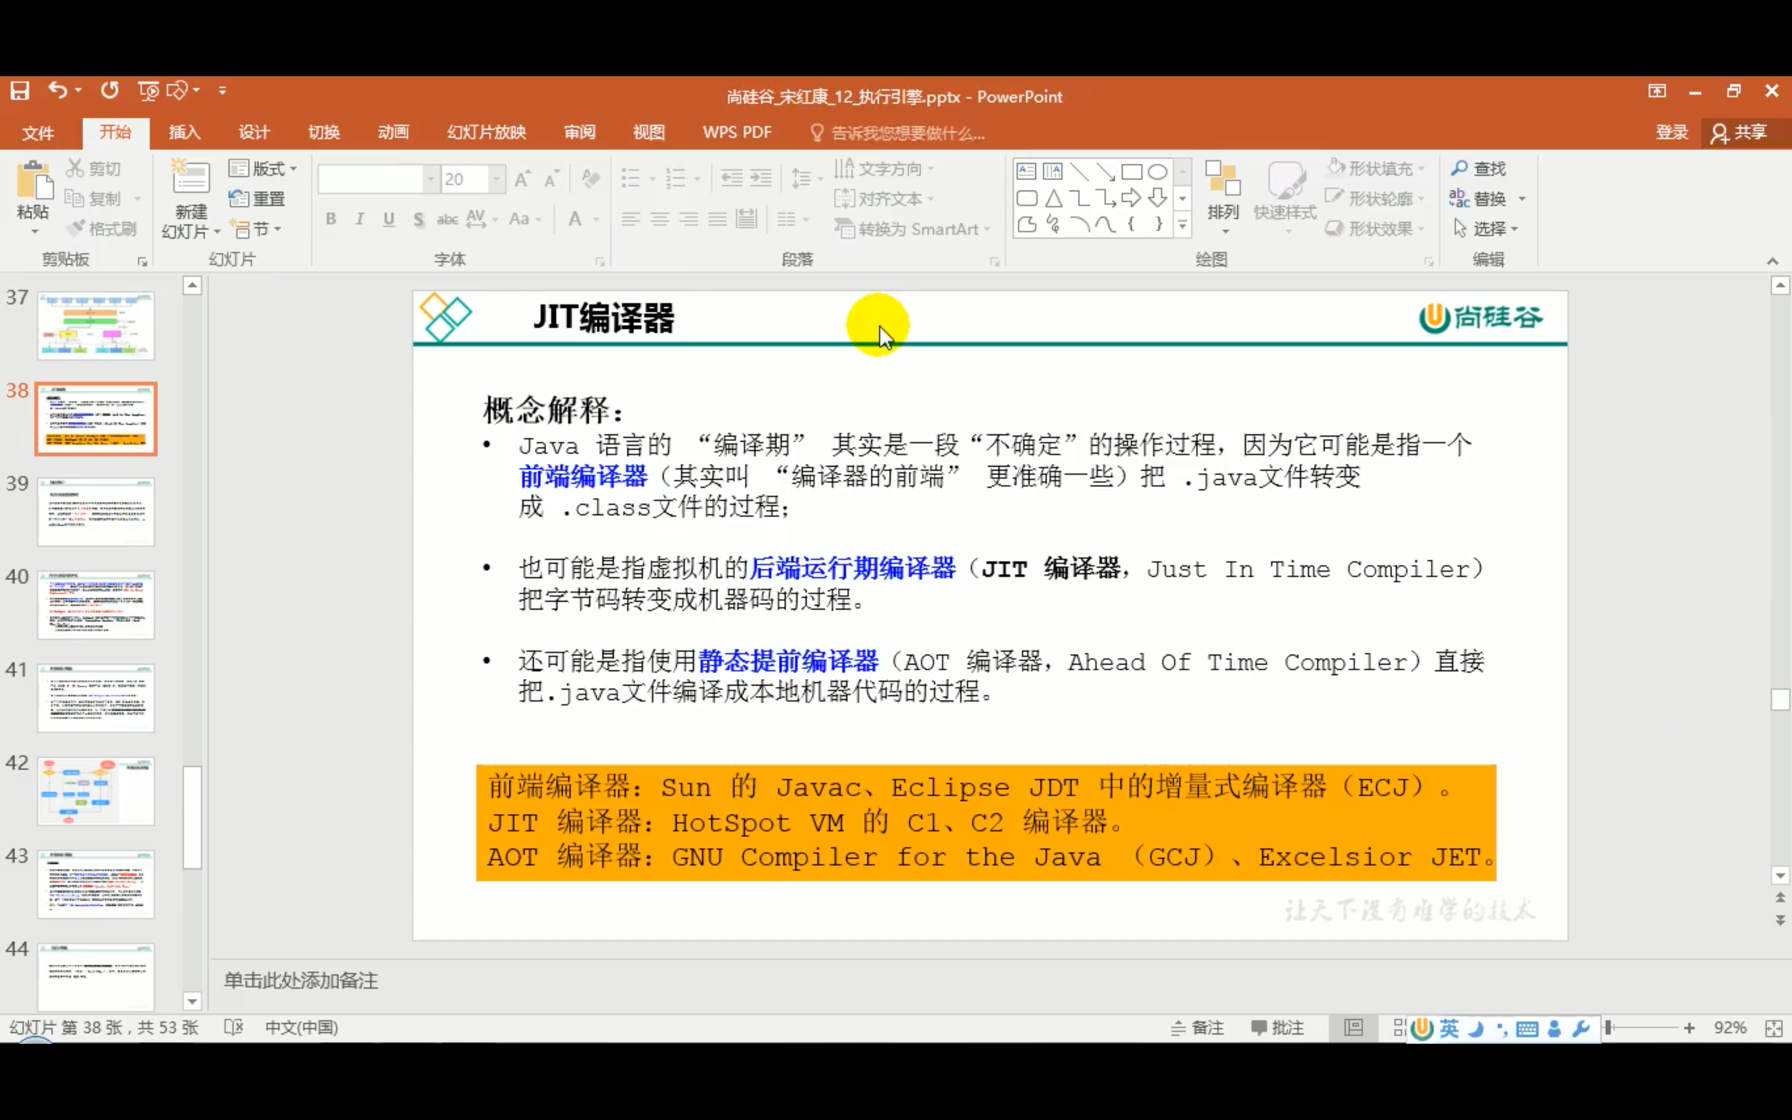 尚硅谷_宋红康_12_执行引擎.pptx - PowerPoint
文件 开始 插入 设计 切换 动画 幻灯片放映 审阅 视图 WPS PDF 告诉我您想要做什么... 登录 共享
粘贴 剪切 复制 格式刷 剪贴板
新建幻灯片 版式 重置 节 幻灯片
20 B I U S abc AV Aa A 字体
文字方向 对齐文本 转换为 SmartArt 段落
排列 快速样式 形状填充 形状轮廓 形状效果 绘图
查找 替换 选择 编辑
37
38
39
40
41
42
43
44
JIT编译器
尚硅谷
概念解释：
• Java 语言的 “编译期” 其实是一段“不确定”的操作过程，因为它可能是指一个
前端编译器（其实叫 “编译器的前端” 更准确一些）把 .java文件转变
成 .class文件的过程；
• 也可能是指虚拟机的后端运行期编译器（JIT 编译器，Just In Time Compiler）
把字节码转变成机器码的过程。
• 还可能是指使用静态提前编译器（AOT 编译器，Ahead Of Time Compiler）直接
把.java文件编译成本地机器代码的过程。
前端编译器：Sun 的 Javac、Eclipse JDT 中的增量式编译器（ECJ）。
JIT 编译器：HotSpot VM 的 C1、C2 编译器。
AOT 编译器：GNU Compiler for the Java （GCJ）、Excelsior JET。
让天下没有难学的技术
单击此处添加备注
幻灯片 第 38 张，共 53 张 中文(中国) 备注 批注 英 92%